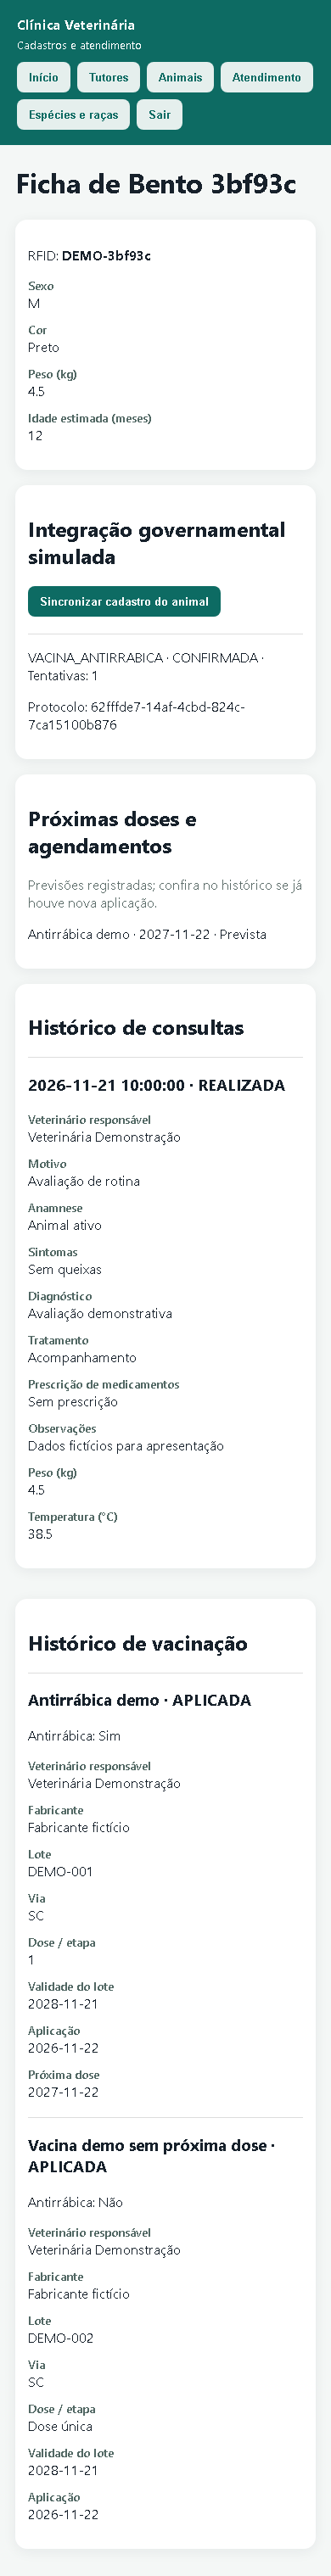 Clínica Veterinária
Cadastros e atendimento
Início
Tutores
Animais
Atendimento
Espécies e raças
Sair
Ficha de Bento 3bf93c
RFID: DEMO-3bf93c
Sexo
M
Cor
Preto
Peso (kg)
4.5
Idade estimada (meses)
12
Integração governamental
simulada
Sincronizar cadastro do animal
VACINA_ANTIRRABICA · CONFIRMADA ·
Tentativas: 1
Protocolo: 62fffde7-14af-4cbd-824c-
7ca15100b876
Próximas doses e
agendamentos
Previsões registradas; confira no histórico se já
houve nova aplicação.
Antirrábica demo · 2027-11-22 · Prevista
Histórico de consultas
2026-11-21 10:00:00 · REALIZADA
Veterinário responsável
Veterinária Demonstração
Motivo
Avaliação de rotina
Anamnese
Animal ativo
Sintomas
Sem queixas
Diagnóstico
Avaliação demonstrativa
Tratamento
Acompanhamento
Prescrição de medicamentos
Sem prescrição
Observações
Dados fictícios para apresentação
Peso (kg)
4.5
Temperatura (°C)
38.5
Histórico de vacinação
Antirrábica demo · APLICADA
Antirrábica: Sim
Veterinário responsável
Veterinária Demonstração
Fabricante
Fabricante fictício
Lote
DEMO-001
Via
SC
Dose / etapa
1
Validade do lote
2028-11-21
Aplicação
2026-11-22
Próxima dose
2027-11-22
Vacina demo sem próxima dose ·
APLICADA
Antirrábica: Não
Veterinário responsável
Veterinária Demonstração
Fabricante
Fabricante fictício
Lote
DEMO-002
Via
SC
Dose / etapa
Dose única
Validade do lote
2028-11-21
Aplicação
2026-11-22